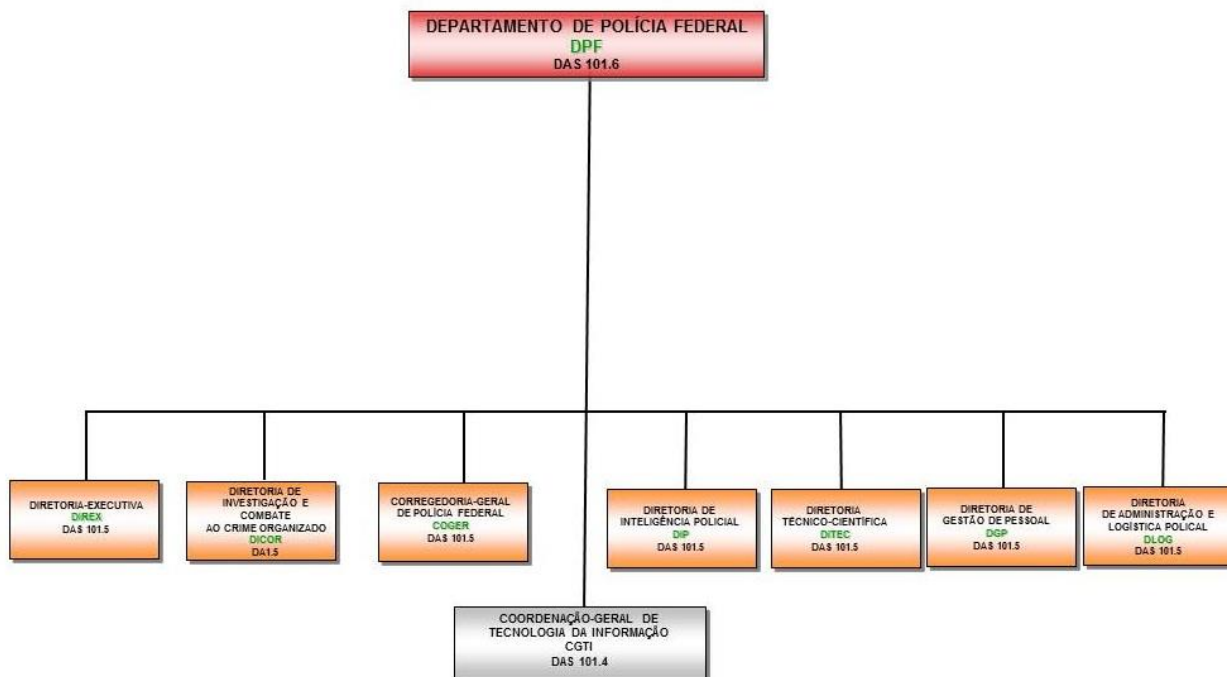 DEPARTAMENTO DE POLÍCIA FEDERAL
DPF
DAS 101.6
DIRETORIA-EXECUTIVA
DIREX
DAS 101.5
DIRETORIA DE
INVESTIGAÇÃO E
COMBATE
AO CRIME ORGANIZADO
DICOR
DA1.5
CORREGEDORIA-GERAL
DE POLÍCIA FEDERAL
COGER
DAS 101.5
DIRETORIA DE
INTELIGÊNCIA POLICIAL
DIP
DAS 101.5
DIRETORIA
TÉCNICO-CIENTÍFICA
DITEC
DAS 101.5
DIRETORIA DE
GESTÃO DE PESSOAL
DGP
DAS 101.5
DIRETORIA
DE ADMINISTRAÇÃO E
LOGÍSTICA POLICAL
DLOG
DAS 101.5
COORDENAÇÃO-GERAL DE
TECNOLOGIA DA INFORMAÇÃO
CGTI
DAS 101.4